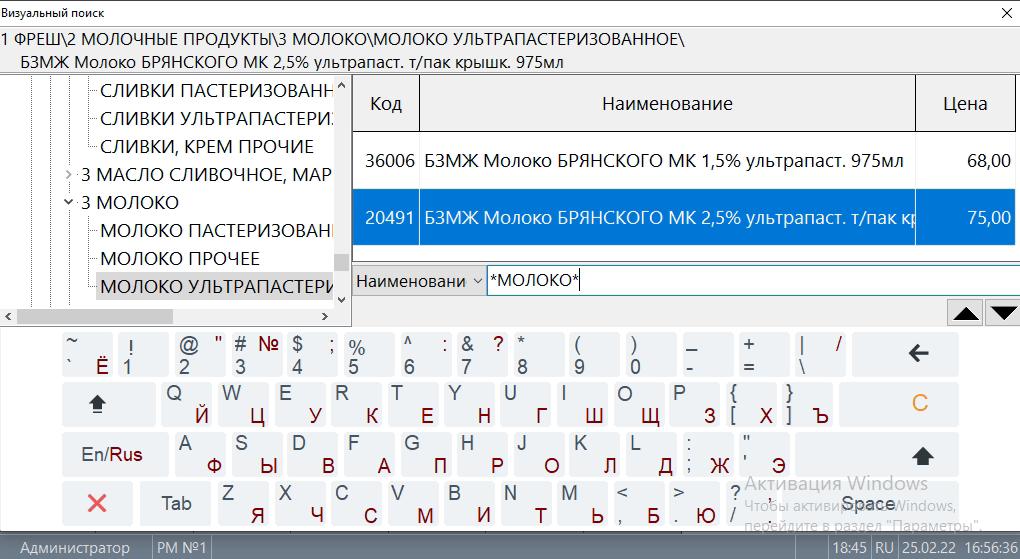 Визуальный поиск
1 ФРЕШ\2 МОЛОЧНЫЕ ПРОДУКТЫ\3 МОЛОКО\МОЛОКО УЛЬТРАПАСТЕРИЗОВАННОЕ\
БЗМЖ Молоко БРЯНСКОГО МК 2,5% ультрапаст. т/пак крышк. 975мл
СЛИВКИ ПАСТЕРИЗОВАНН
СЛИВКИ УЛЬТРАПАСТЕРИ
СЛИВКИ, КРЕМ ПРОЧИЕ
3 МАСЛО СЛИВОЧНОЕ, МАР
3 МОЛОКО
МОЛОКО ПАСТЕРИЗОВАН
МОЛОКО ПРОЧЕЕ
МОЛОКО УЛЬТРАПАСТЕРИ
Код Наименование Цена
36006 БЗМЖ Молоко БРЯНСКОГО МК 1,5% ультрапаст. 975мл 68,00
20491 БЗМЖ Молоко БРЯНСКОГО МК 2,5% ультрапаст. т/пак кр 75,00
Наименовани *МОЛОКО*
~ ! @ " # № $ ; % ^ : & ? * ( ) _ + | /
` Ё 1 2 3 4 5 6 7 8 9 0 - = \
Q W E R T Y U I O P { }
Й Ц У К Е Н Г Ш Щ З [ Х ] Ъ C
En/Rus A S D F G H J K L : "
Ф Ы В А П Р О Л Д ; Ж ' Э
Tab Z X C V B N M < > ? , Space
Я Ч С М И Т Ь , Б . Ю /
Активация Windows
Чтобы активировать Windows,
перейдите в раздел "Параметры".
Администратор РМ №1 18:45 RU 25.02.22 16:56:36